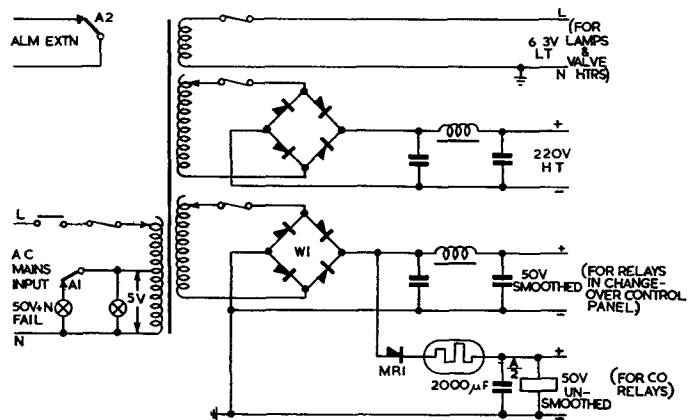 A2
ALM EXTN
L
6.3V
LT
N
(FOR
LAMPS
&
VALVE
HTRS)
+
220V
HT
-
L
AC
MAINS
INPUT
A1
5V
50V+N
FAIL
N
W1
+
50V
SMOOTHED
-
(FOR RELAYS
IN CHANGE-
OVER CONTROL
PANEL)
MR1
2000μF
A
2
+
50V
UN-
SMOOTHED
-
(FOR CO
RELAYS)